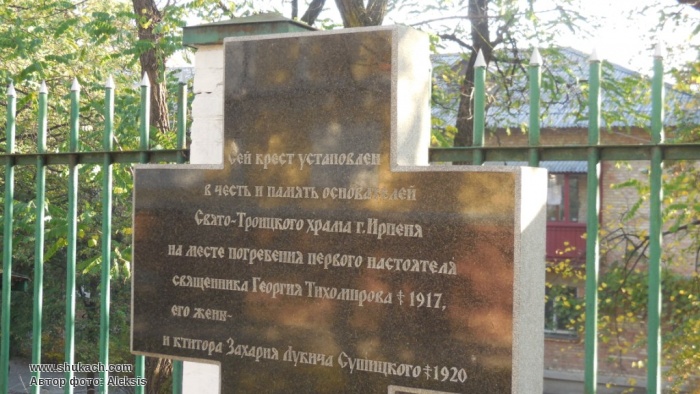 Сей крест установлен
в честь и память основателей
Свято-Троицкого храма г. Ирпеня
на месте погребения первого настоятеля
священника Георгия Тихомирова † 1917,
его жены-
и ктитора Захария Лукича Сушицкого † 1920
www.shukach.com
Автор фото: Aleksis